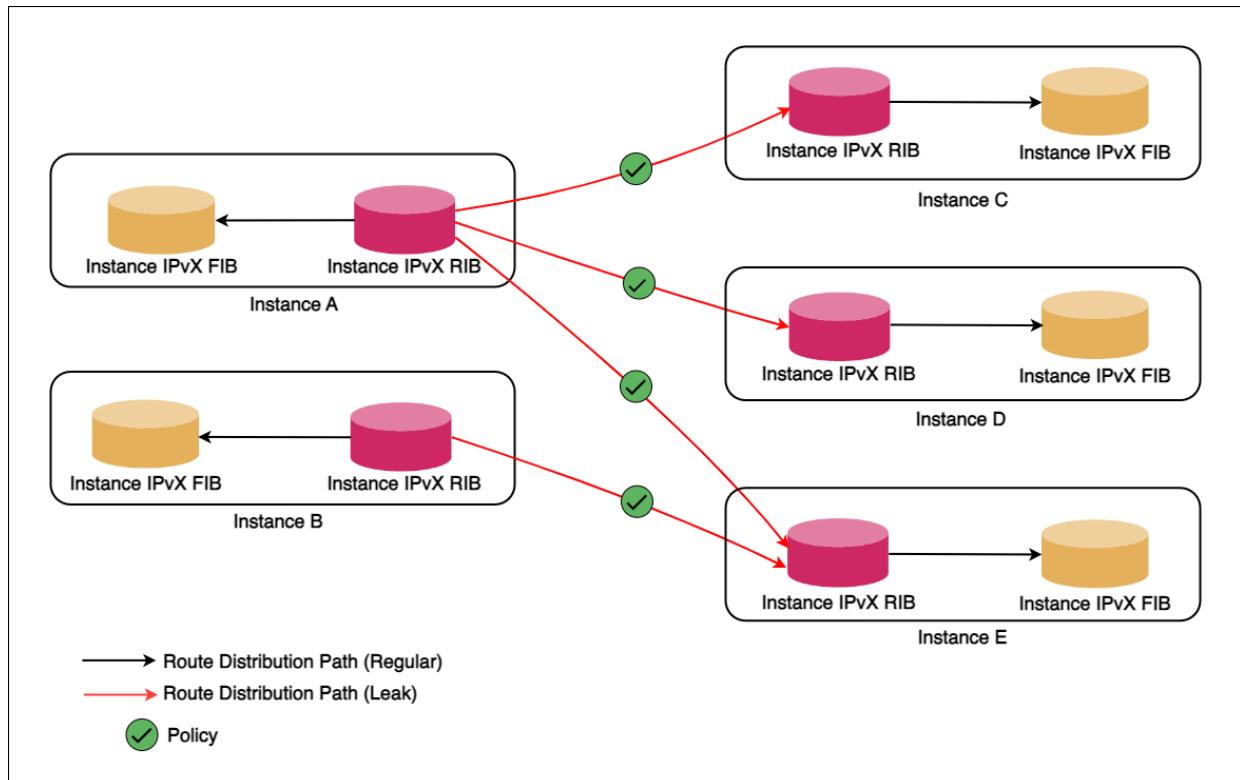 Instance IPvX RIB
Instance IPvX FIB
Instance C
Instance IPvX FIB
Instance IPvX RIB
Instance A
Instance IPvX RIB
Instance IPvX FIB
Instance D
Instance IPvX FIB
Instance IPvX RIB
Instance B
Instance IPvX RIB
Instance IPvX FIB
Instance E
Route Distribution Path (Regular)
Route Distribution Path (Leak)
Policy